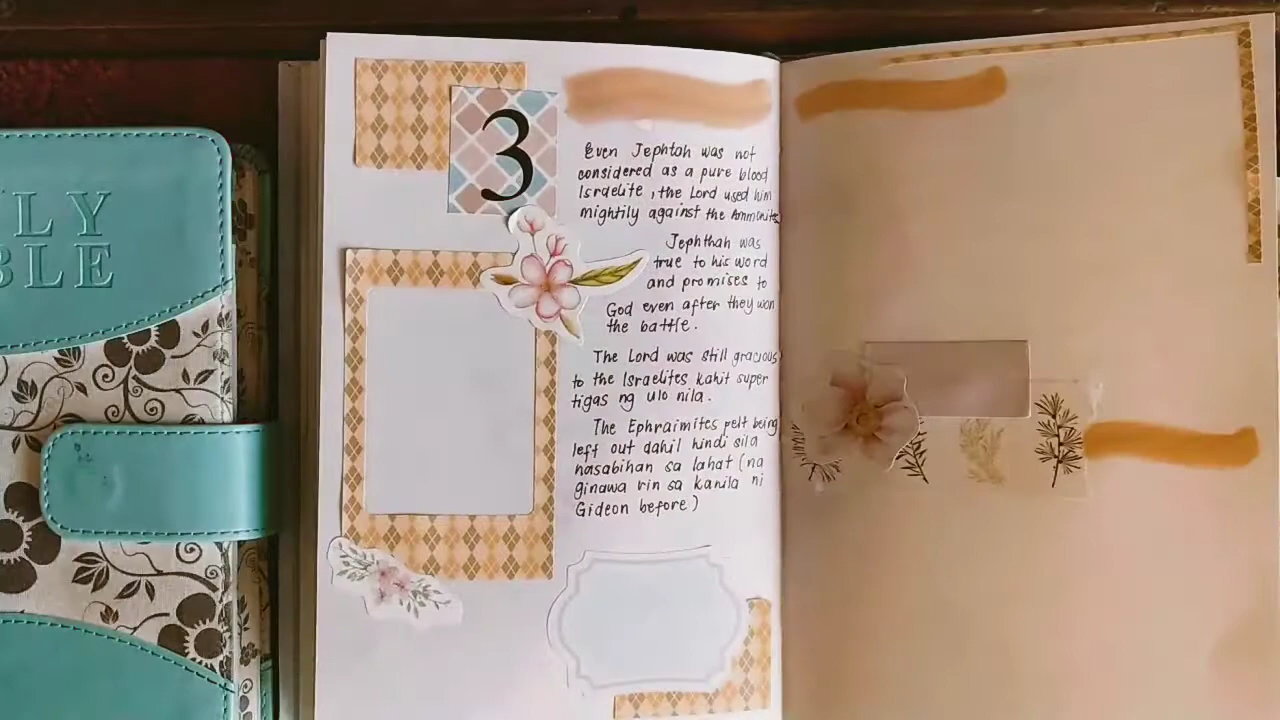 LY
BLE
3
Even Jephtah was not
considered as a pure blood
Israelite, the Lord used him
mightily against the Ammonites
Jephthah was
true to his word
and promises to
God even after they won
the battle.
The Lord was still gracious
to the Israelites kahit super
tigas ng ulo nila.
The Ephraimites pelt being
left out dahil hindi sila
nasabihan sa lahat (na
ginawa rin sa kanila ni
Gideon before)